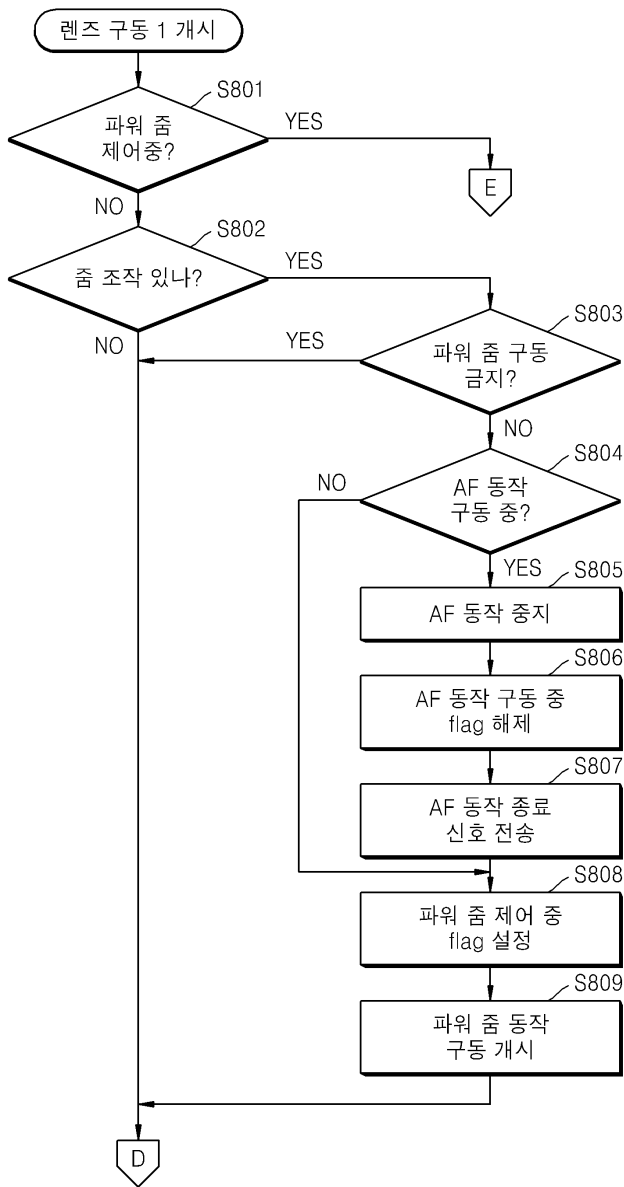 렌즈 구동 1 개시
S801
파워 줌
제어중?
YES
E
NO
S802
줌 조작 있나?
YES
S803
NO
YES
파워 줌 구동
금지?
NO
S804
NO
AF 동작
구동 중?
YES
S805
AF 동작 중지
S806
AF 동작 구동 중
flag 해제
S807
AF 동작 종료
신호 전송
S808
파워 줌 제어 중
flag 설정
S809
파워 줌 동작
구동 개시
D